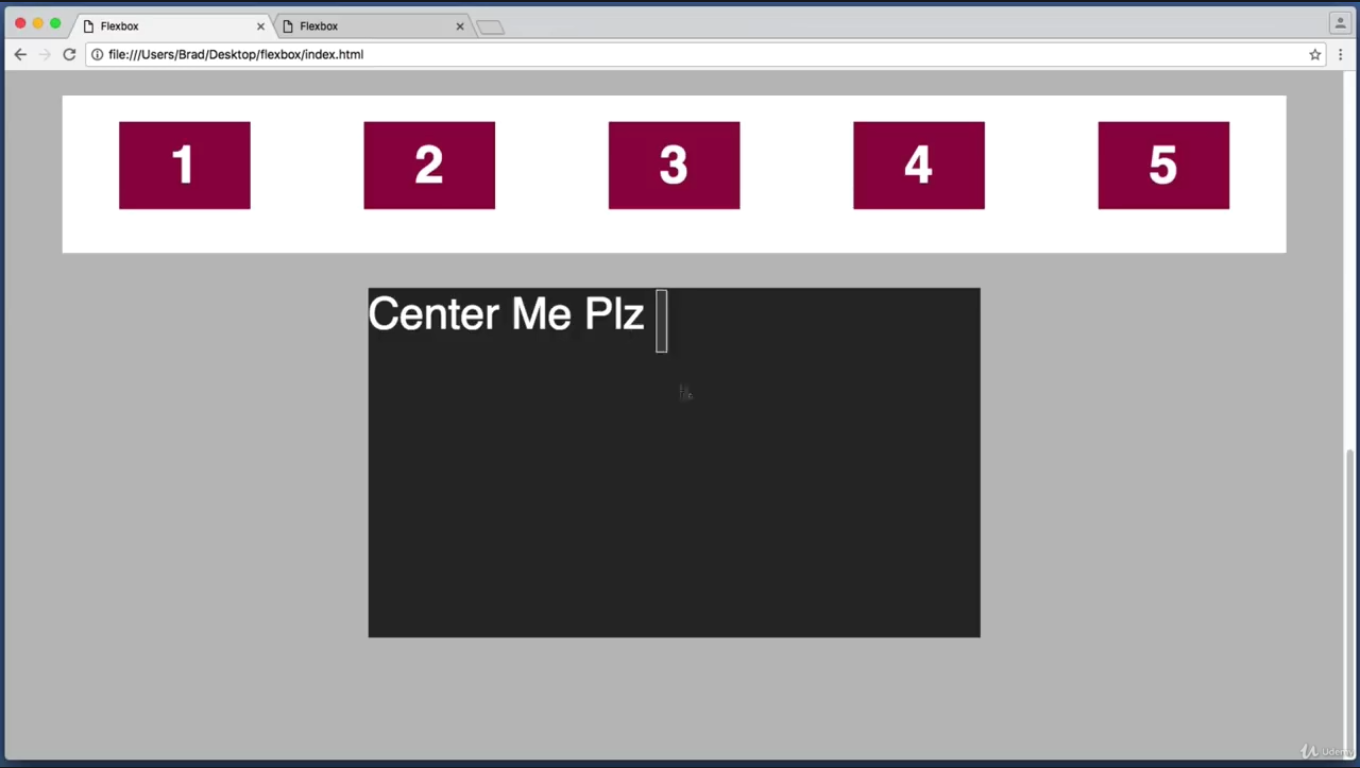 Flexbox
Flexbox
file:///Users/Brad/Desktop/flexbox/index.html
1 2 3 4 5
Center Me Plz
Udemy